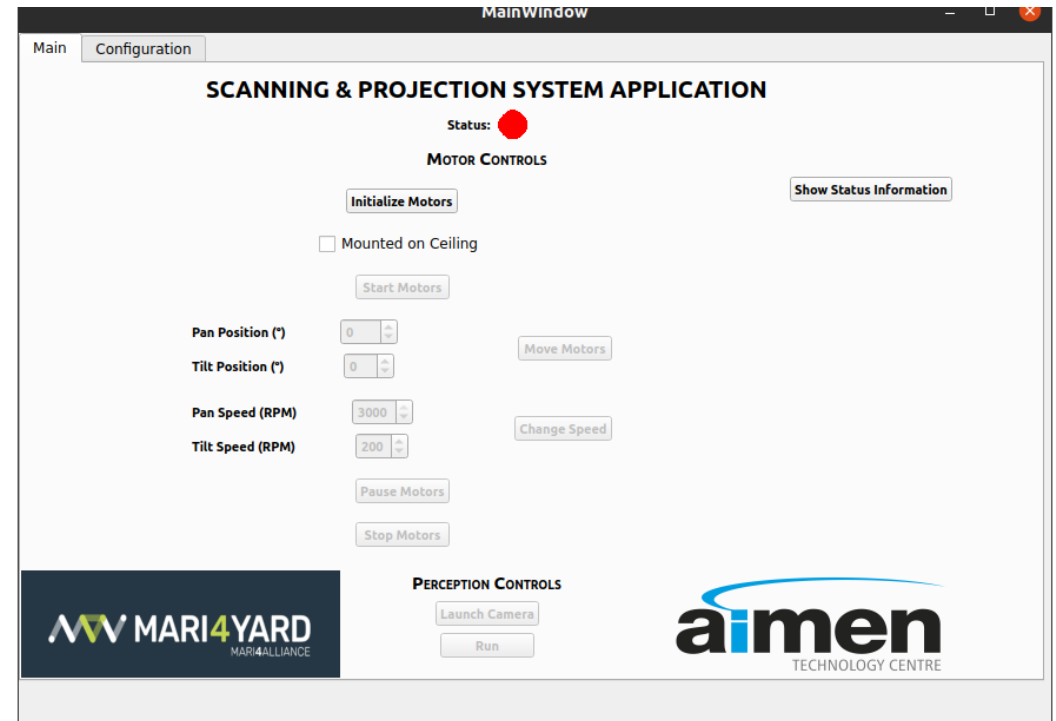 MainWindow
Main Configuration
SCANNING & PROJECTION SYSTEM APPLICATION
Status:
MOTOR CONTROLS
Show Status Information
Initialize Motors
Mounted on Ceiling
Start Motors
Pan Position (°) 0
Move Motors
Tilt Position (°) 0
Pan Speed (RPM) 3000
Change Speed
Tilt Speed (RPM) 200
Pause Motors
Stop Motors
PERCEPTION CONTROLS
Launch Camera
Run
MARI4YARD
MARI4ALLIANCE
aimen
TECHNOLOGY CENTRE